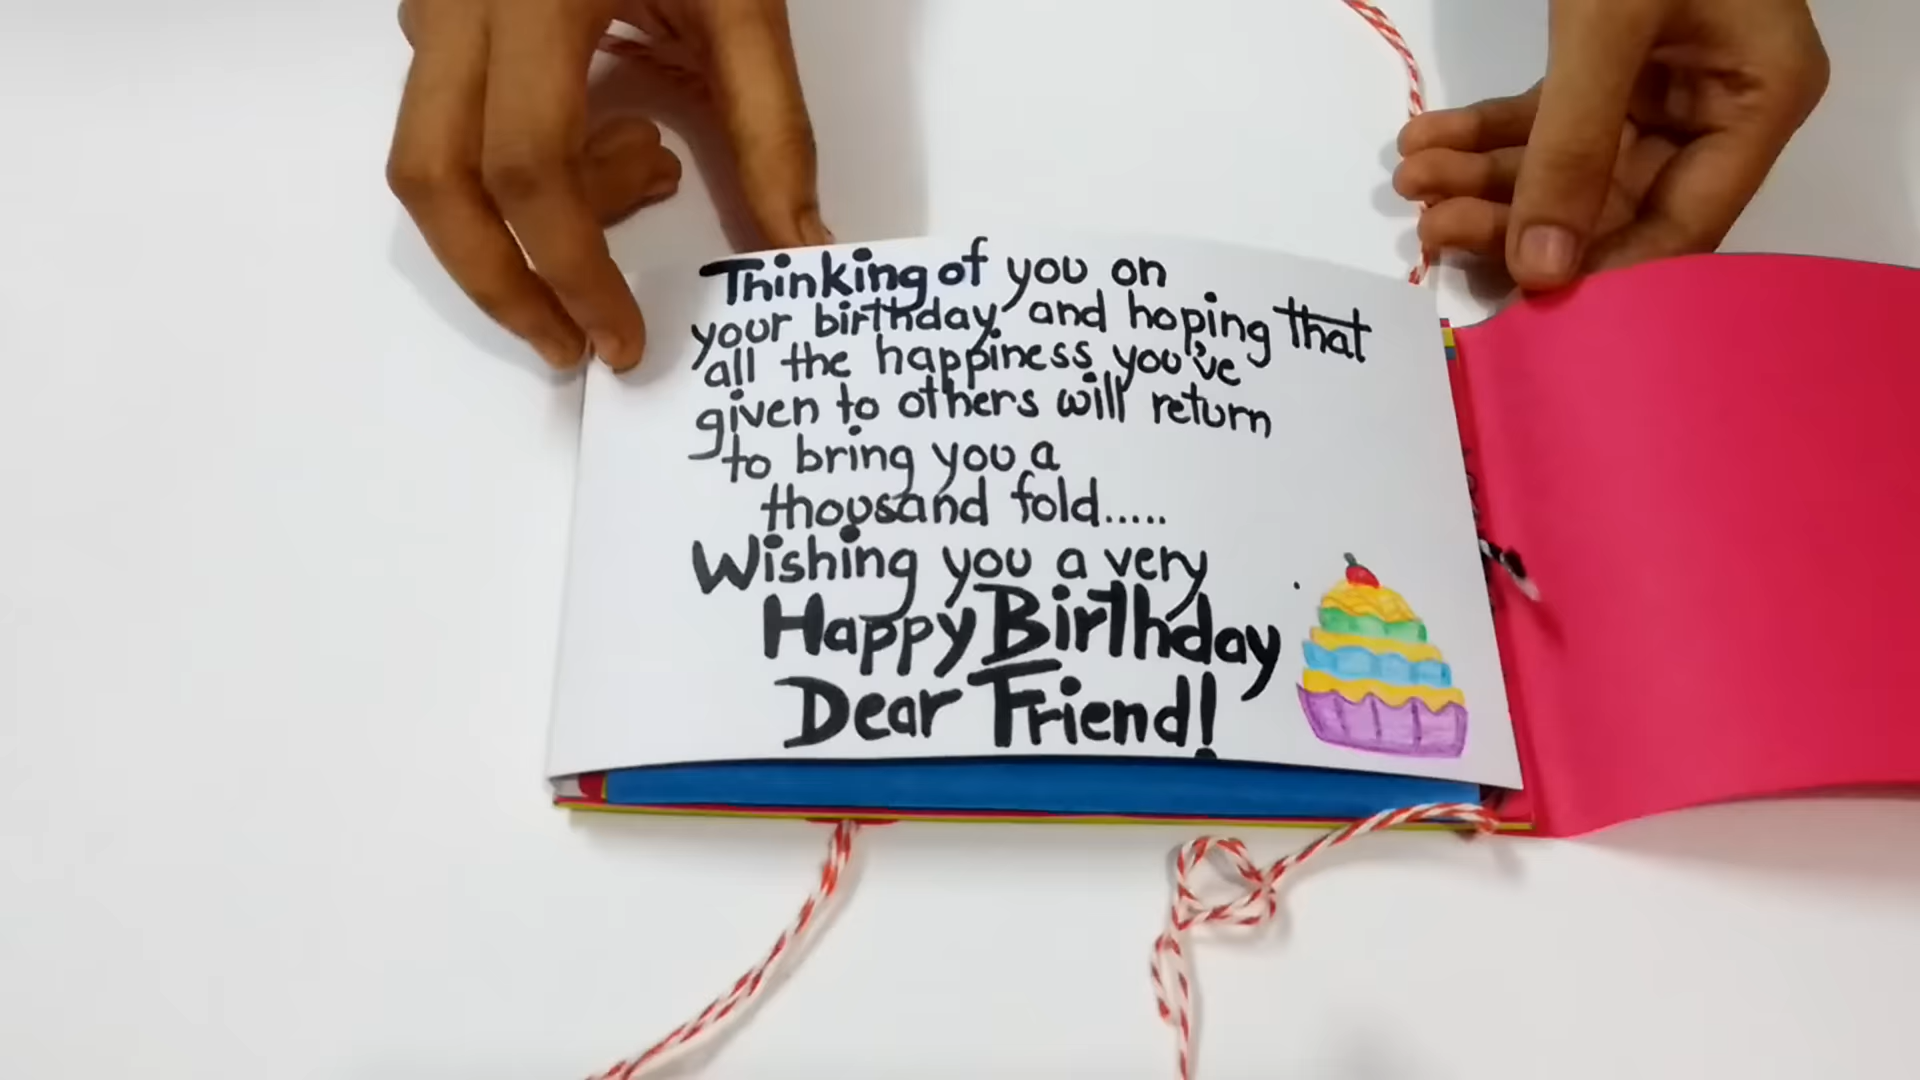 Thinking of you on
your birthday and hoping that
all the happiness you've
given to others will return
to bring you a
thousand fold.....
Wishing you a very
Happy Birthday
Dear Friend!